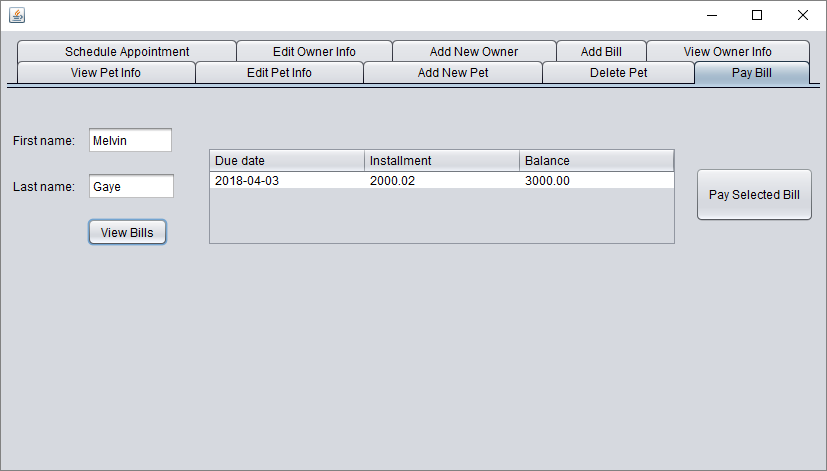 Schedule Appointment Edit Owner Info Add New Owner Add Bill View Owner Info
View Pet Info Edit Pet Info Add New Pet Delete Pet Pay Bill
First name: Melvin
Due date Installment Balance
Last name: Gaye
2018-04-03 2000.02 3000.00
Pay Selected Bill
View Bills